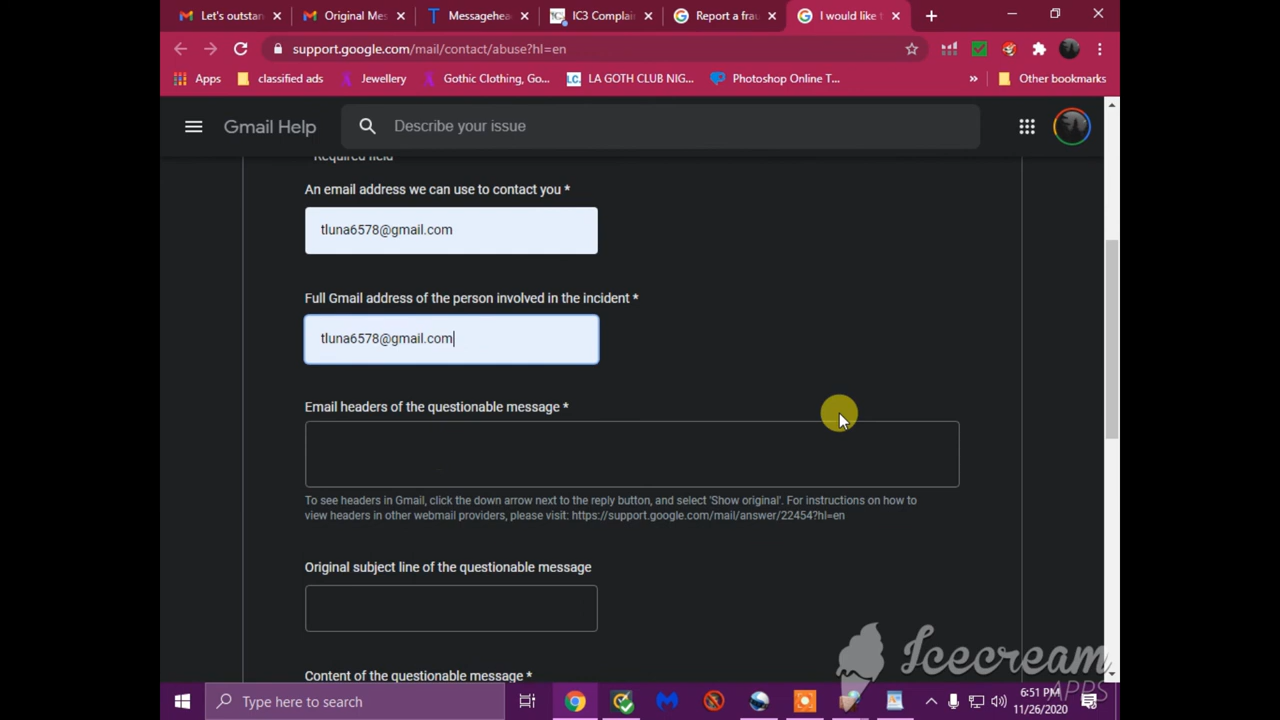 Let's outstan
Original Mes
Messagehea
IC3 Complai
Report a frau
I would like t
support.google.com/mail/contact/abuse?hl=en
Apps
classified ads
Jewellery
Gothic Clothing, Go...
LC.
LA GOTH CLUB NIG...
Photoshop Online T...
»
Other bookmarks
Gmail Help
Describe your issue
Required field
An email address we can use to contact you *
tluna6578@gmail.com
Full Gmail address of the person involved in the incident *
tluna6578@gmail.com
Email headers of the questionable message *
To see headers in Gmail, click the down arrow next to the reply button, and select 'Show original'. For instructions on how to
view headers in other webmail providers, please visit: https://support.google.com/mail/answer/22454?hl=en
Original subject line of the questionable message
Content of the questionable message *
Icecream
APPS
Type here to search
6:51 PM
11/26/2020